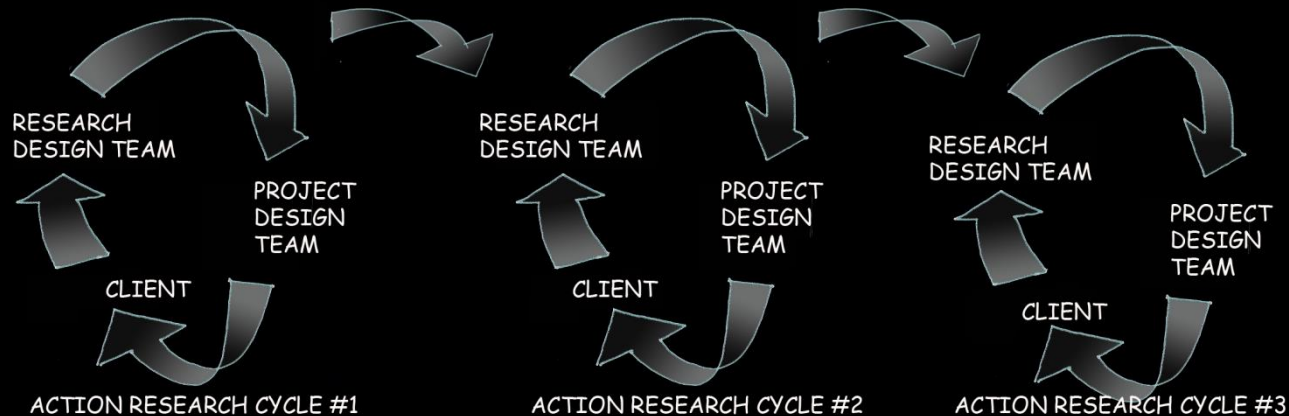 RESEARCH
DESIGN TEAM
PROJECT
DESIGN
TEAM
CLIENT
ACTION RESEARCH CYCLE #1
RESEARCH
DESIGN TEAM
PROJECT
DESIGN
TEAM
CLIENT
ACTION RESEARCH CYCLE #2
RESEARCH
DESIGN TEAM
PROJECT
DESIGN
TEAM
CLIENT
ACTION RESEARCH CYCLE #3